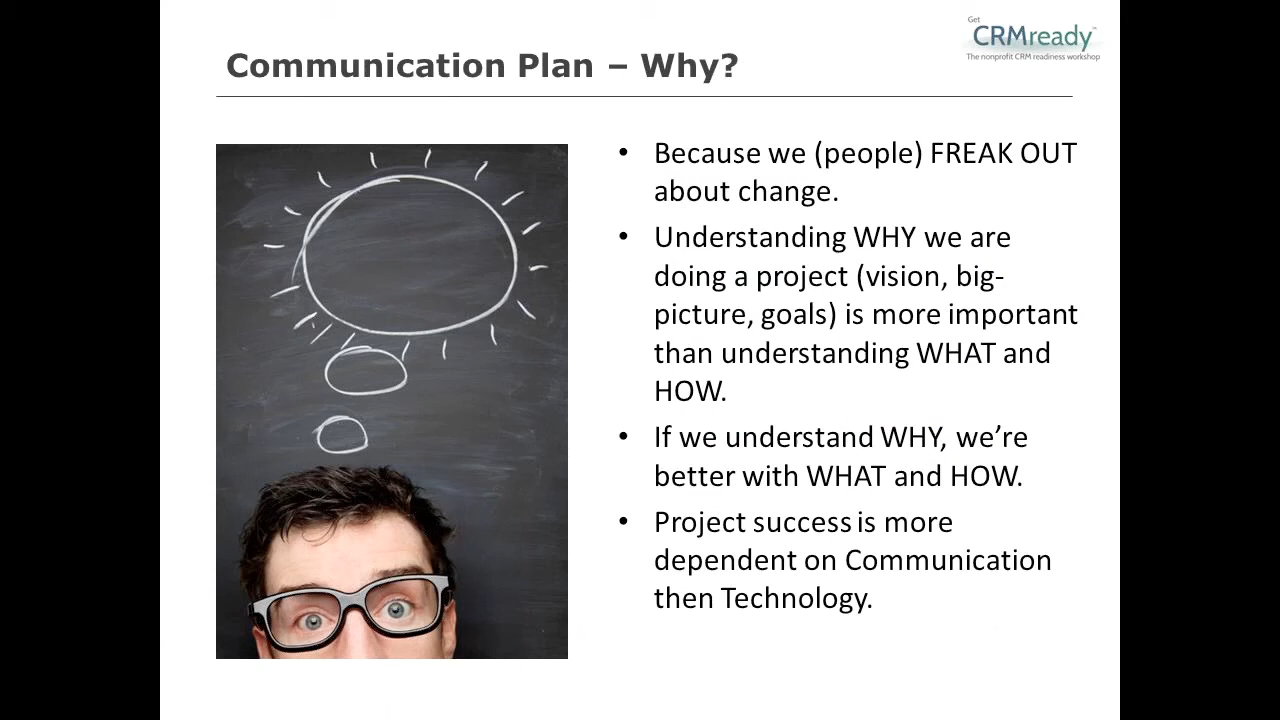 Get
CRMready™
The nonprofit CRM readiness workshop
Communication Plan – Why?
• Because we (people) FREAK OUT
about change.
• Understanding WHY we are
doing a project (vision, big-
picture, goals) is more important
than understanding WHAT and
HOW.
• If we understand WHY, we’re
better with WHAT and HOW.
• Project success is more
dependent on Communication
then Technology.